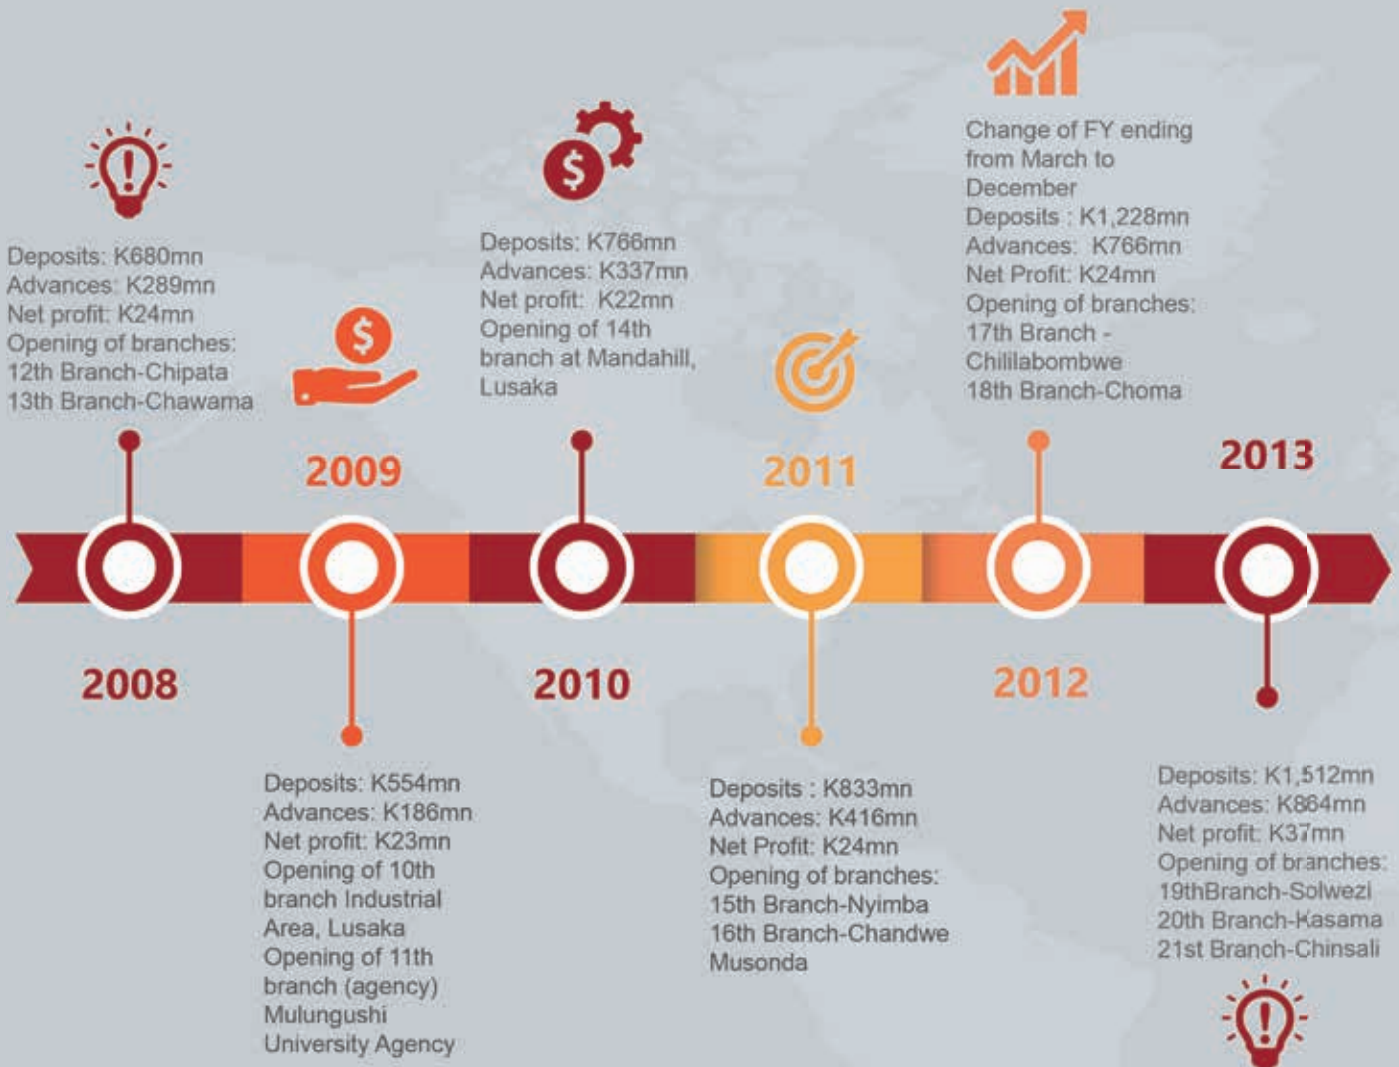 Deposits: K680mn
Advances: K289mn
Net profit: K24mn
Opening of branches:
12th Branch-Chipata
13th Branch-Chawama
2008
2009
Deposits: K554mn
Advances: K186mn
Net profit: K23mn
Opening of 10th
branch Industrial
Area, Lusaka
Opening of 11th
branch (agency)
Mulungushi
University Agency
$
Deposits: K766mn
Advances: K337mn
Net profit: K22mn
Opening of 14th
branch at Mandahill,
Lusaka
2010
$
2011
Deposits : K833mn
Advances: K416mn
Net Profit: K24mn
Opening of branches:
15th Branch-Nyimba
16th Branch-Chandwe
Musonda
Change of FY ending
from March to
December
Deposits : K1,228mn
Advances: K766mn
Net Profit: K24mn
Opening of branches:
17th Branch -
Chililabombwe
18th Branch-Choma
2012
2013
Deposits: K1,512mn
Advances: K864mn
Net profit: K37mn
Opening of branches:
19thBranch-Solwezi
20th Branch-Kasama
21st Branch-Chinsali